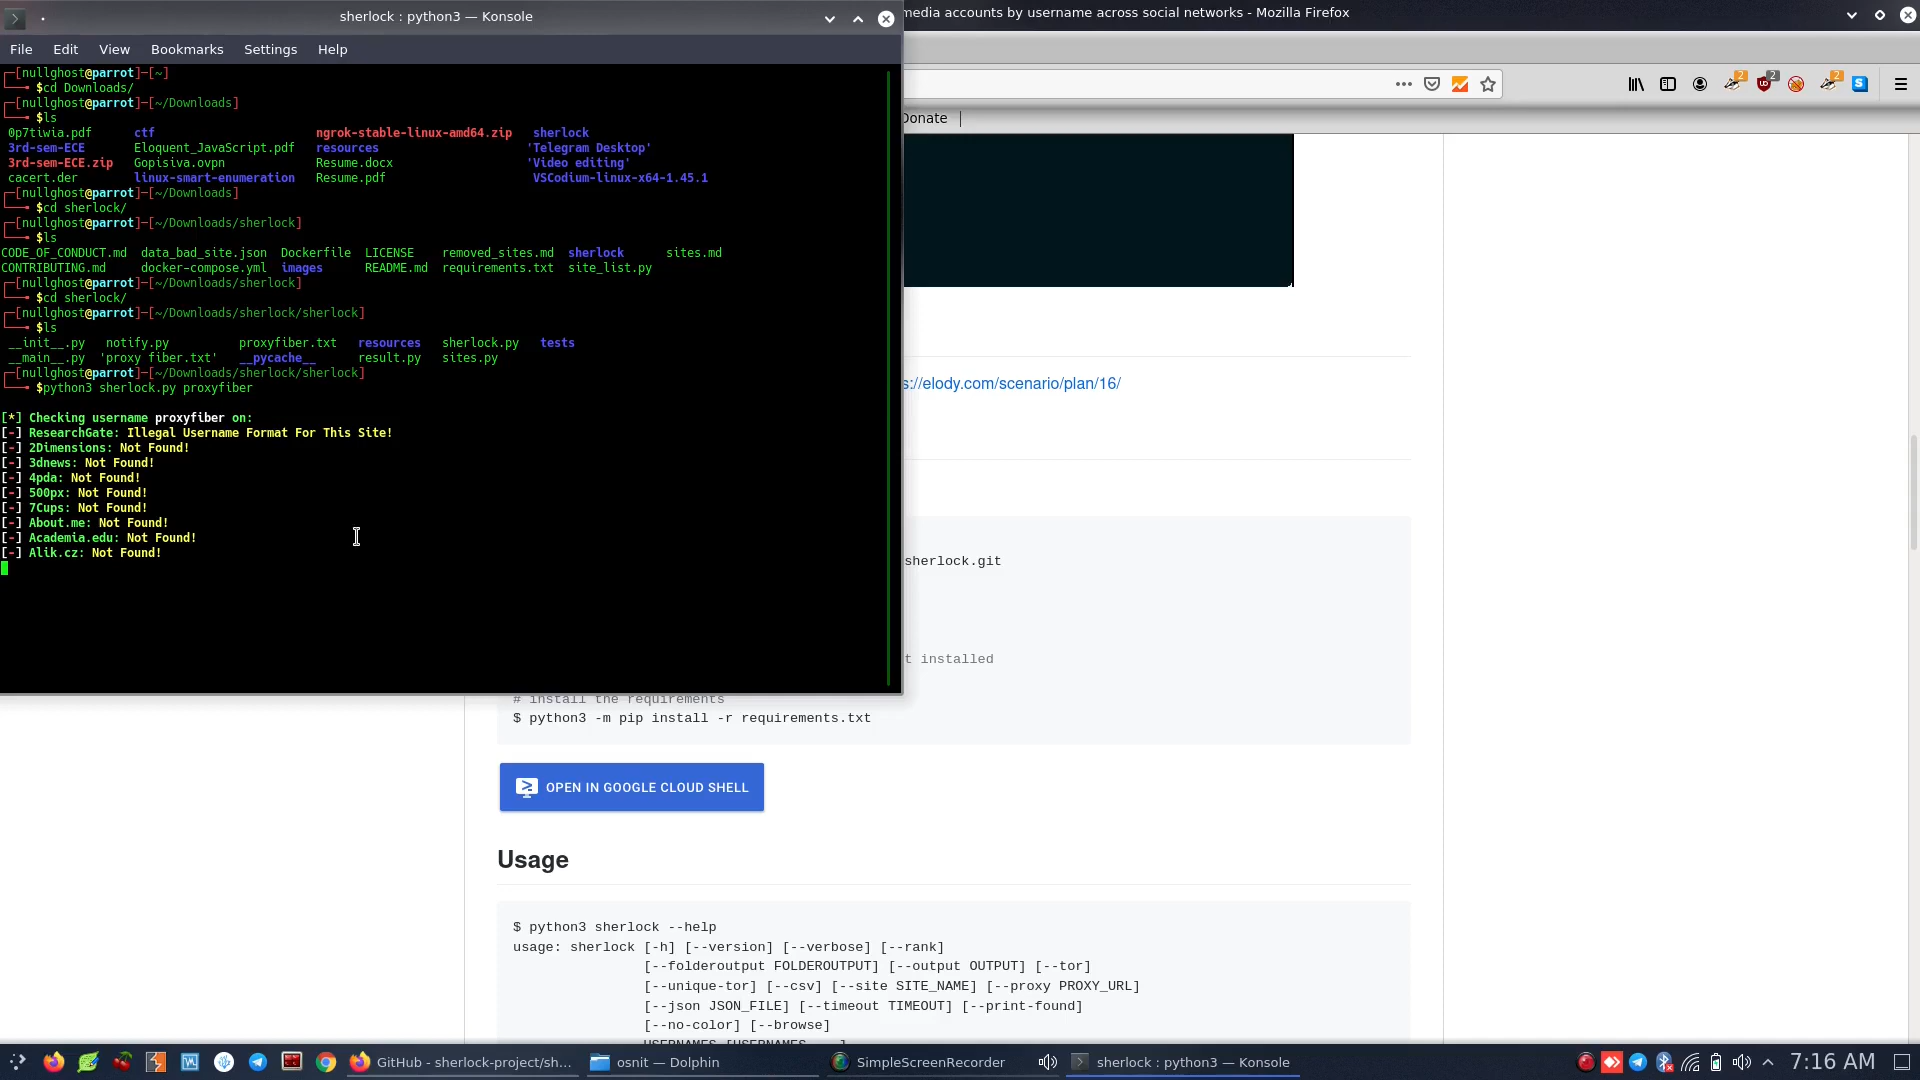 sherlock : python3 — Konsole
media accounts by username across social networks - Mozilla Firefox
File Edit View Bookmarks Settings Help
┌─[nullghost@parrot]─[~]
└──╼ $cd Downloads/
┌─[nullghost@parrot]─[~/Downloads]
└──╼ $ls
0p7tiwia.pdf ctf ngrok-stable-linux-amd64.zip sherlock
3rd-sem-ECE Eloquent_JavaScript.pdf resources 'Telegram Desktop'
3rd-sem-ECE.zip Gopisiva.ovpn Resume.docx 'Video editing'
cacert.der linux-smart-enumeration Resume.pdf VSCodium-linux-x64-1.45.1
┌─[nullghost@parrot]─[~/Downloads]
└──╼ $cd sherlock/
┌─[nullghost@parrot]─[~/Downloads/sherlock]
└──╼ $ls
CODE_OF_CONDUCT.md data_bad_site.json Dockerfile LICENSE removed_sites.md sherlock sites.md
CONTRIBUTING.md docker-compose.yml images README.md requirements.txt site_list.py
┌─[nullghost@parrot]─[~/Downloads/sherlock]
└──╼ $cd sherlock/
┌─[nullghost@parrot]─[~/Downloads/sherlock/sherlock]
└──╼ $ls
__init__.py notify.py proxyfiber.txt resources sherlock.py tests
__main__.py 'proxy fiber.txt' __pycache__ result.py sites.py
┌─[nullghost@parrot]─[~/Downloads/sherlock/sherlock]
└──╼ $python3 sherlock.py proxyfiber
[*] Checking username proxyfiber on:
[-] ResearchGate: Illegal Username Format For This Site!
[-] 2Dimensions: Not Found!
[-] 3dnews: Not Found!
[-] 4pda: Not Found!
[-] 500px: Not Found!
[-] 7Cups: Not Found!
[-] About.me: Not Found!
[-] Academia.edu: Not Found!
[-] Alik.cz: Not Found!
2
2
2
S
Donate |
s://elody.com/scenario/plan/16/
sherlock.git
t installed
# install the requirements
$ python3 -m pip install -r requirements.txt
OPEN IN GOOGLE CLOUD SHELL
Usage
$ python3 sherlock --help
usage: sherlock [-h] [--version] [--verbose] [--rank]
[--folderoutput FOLDEROUTPUT] [--output OUTPUT] [--tor]
[--unique-tor] [--csv] [--site SITE_NAME] [--proxy PROXY_URL]
[--json JSON_FILE] [--timeout TIMEOUT] [--print-found]
[--no-color] [--browse]
USERNAMES [USERNAMES ...]
GitHub - sherlock-project/sh...
osnit — Dolphin
SimpleScreenRecorder
sherlock : python3 — Konsole
7:16 AM